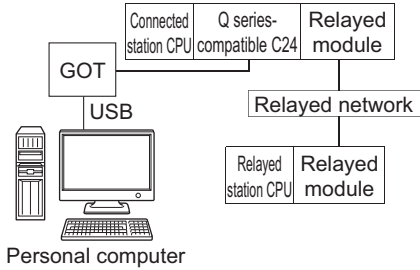 Connected
station CPU
Q series-
compatible C24
Relayed
module
GOT
USB
Relayed network
Relayed
station CPU
Relayed
module
Personal computer